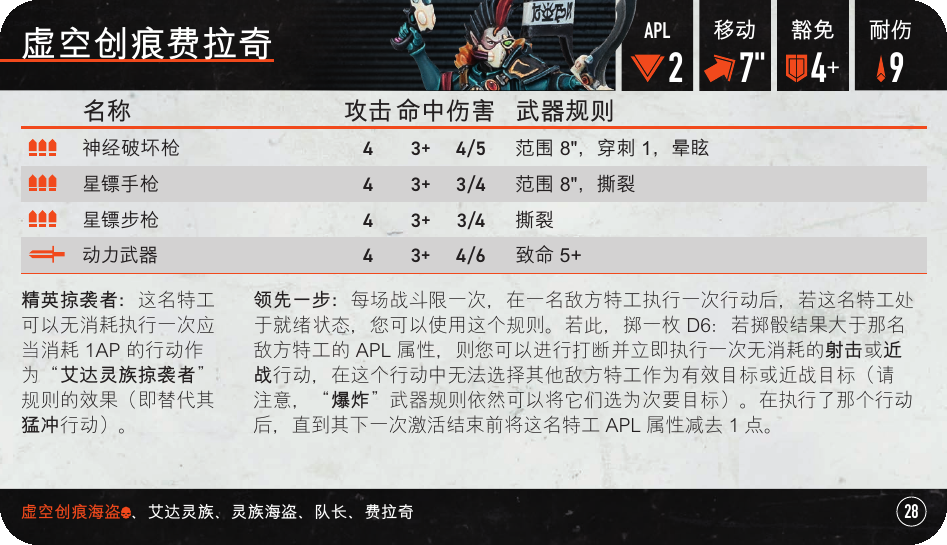 虚空创痕费拉奇
APL 移动 豁免 耐伤
2 7" 4+ 9
名称 攻击 命中 伤害 武器规则
神经破坏枪 4 3+ 4/5 范围 8"，穿刺 1，晕眩
星镖手枪 4 3+ 3/4 范围 8"，撕裂
星镖步枪 4 3+ 3/4 撕裂
动力武器 4 3+ 4/6 致命 5+
精英掠袭者：这名特工
可以无消耗执行一次应
当消耗 1AP 的行动作
为“艾达灵族掠袭者”
规则的效果（即替代其
猛冲行动）。
领先一步：每场战斗限一次，在一名敌方特工执行一次行动后，若这名特工处
于就绪状态，您可以使用这个规则。若此，掷一枚 D6：若掷骰结果大于那名
敌方特工的 APL 属性，则您可以进行打断并立即执行一次无消耗的射击或近
战行动，在这个行动中无法选择其他敌方特工作为有效目标或近战目标（请
注意，“爆炸”武器规则依然可以将它们选为次要目标）。在执行了那个行动
后，直到其下一次激活结束前将这名特工 APL 属性减去 1 点。
虚空创痕海盗、艾达灵族、灵族海盗、队长、费拉奇
28